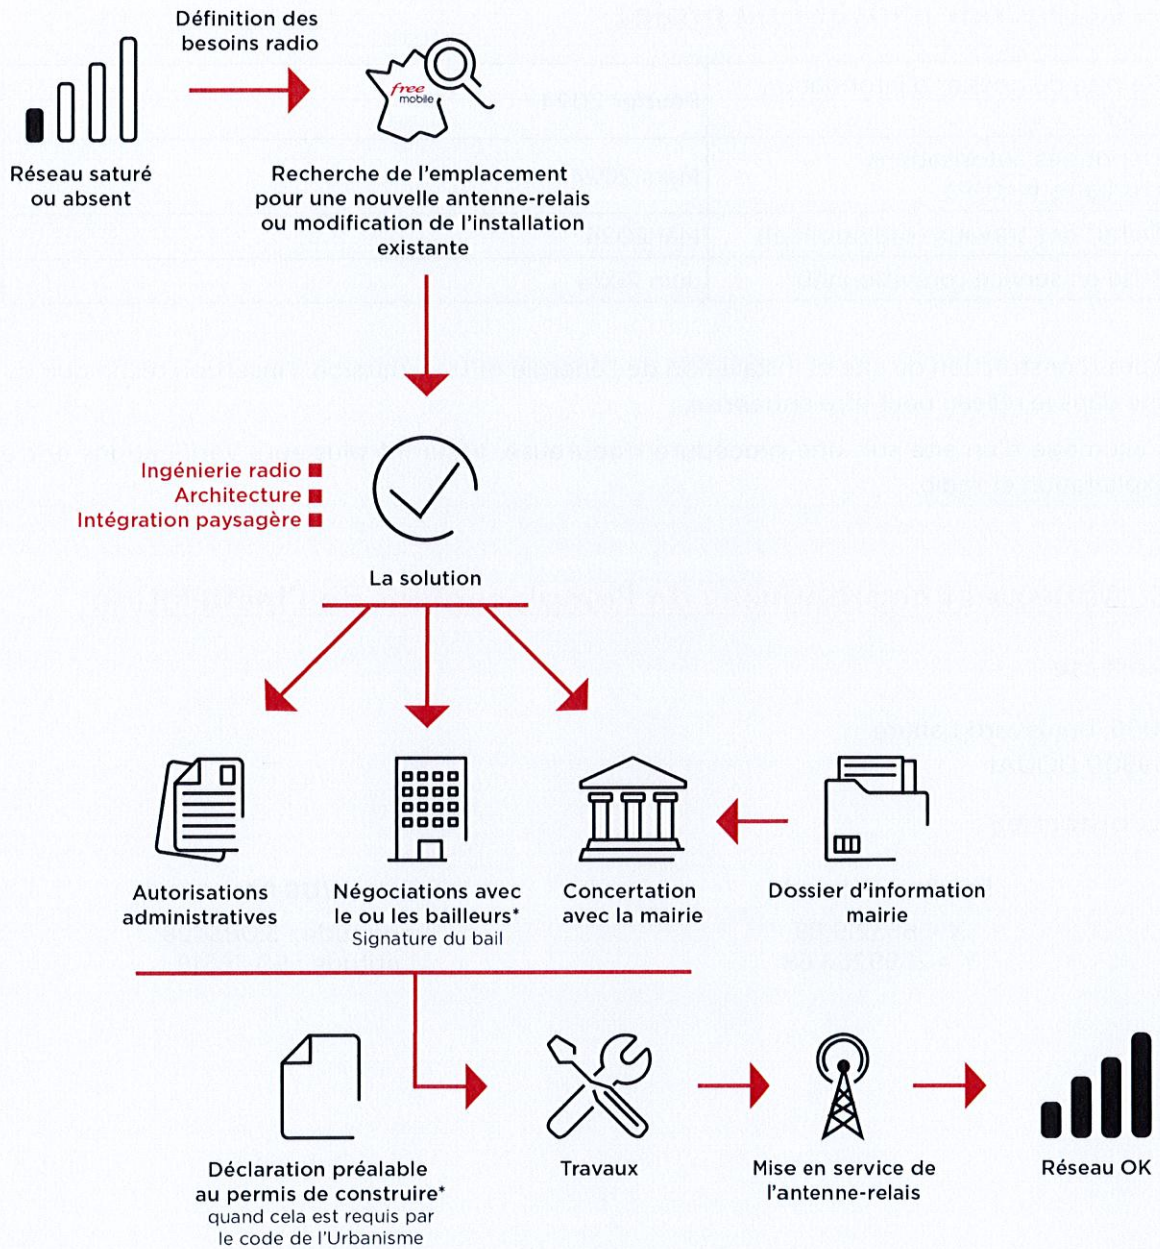 Définition des
besoins radio
free
mobile
Réseau saturé
ou absent
Recherche de l'emplacement
pour une nouvelle antenne-relais
ou modification de l'installation
existante
Ingénierie radio
Architecture
Intégration paysagère
La solution
Autorisations
administratives
Négociations avec
le ou les bailleurs*
Signature du bail
Concertation
avec la mairie
Dossier d'information
mairie
Déclaration préalable
au permis de construire*
quand cela est requis par
le code de l'Urbanisme
Travaux
Mise en service de
l'antenne-relais
Réseau OK